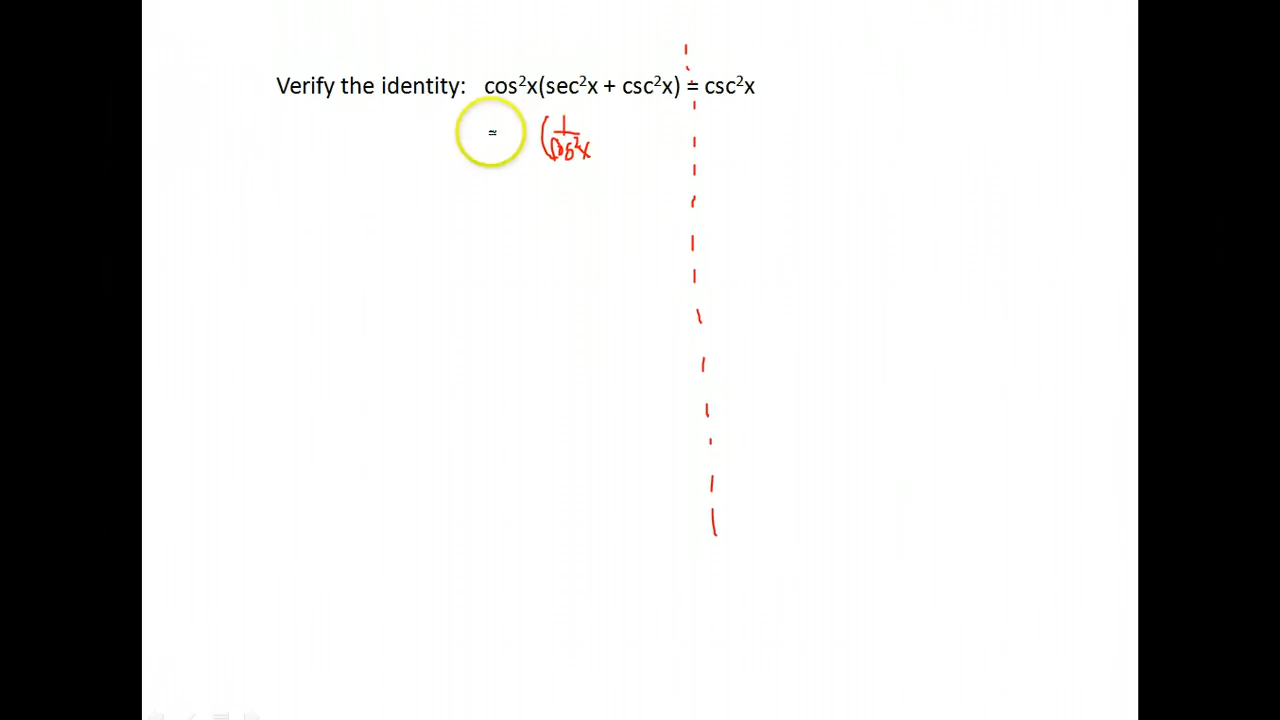 Verify the identity: cos²x(sec²x + csc²x) = csc²x
(1/cos²x